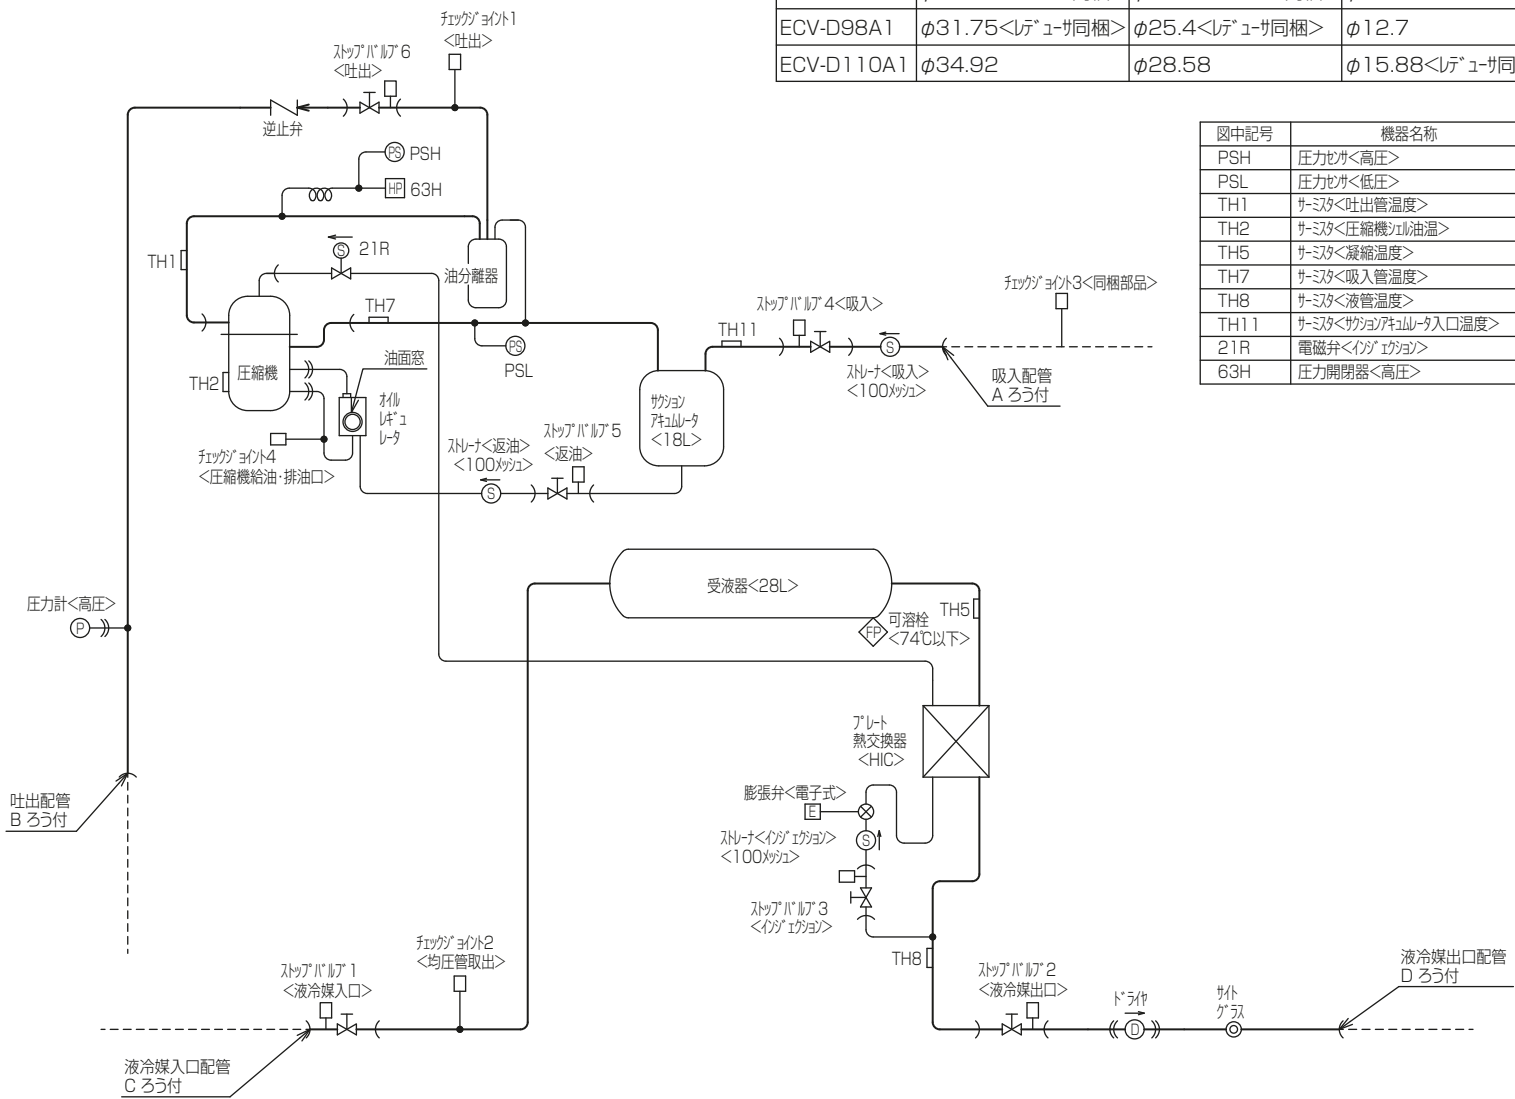 ECV-D98A1 φ31.75<レデューサ同梱> φ25.4<レデューサ同梱> φ12.7
ECV-D110A1 φ34.92 φ28.58 φ15.88<レデューサ同
図中記号 機器名称
PSH 圧力センサ<高圧>
PSL 圧力センサ<低圧>
TH1 サーミスタ<吐出管温度>
TH2 サーミスタ<圧縮機シェル油温>
TH5 サーミスタ<凝縮温度>
TH7 サーミスタ<吸入管温度>
TH8 サーミスタ<液管温度>
TH11 サーミスタ<サクションアキュムレータ入口温度>
21R 電磁弁<インジェクション>
63H 圧力開閉器<高圧>
チェックジョイント1
<吐出>
ストップバルブ6
<吐出>
逆止弁
PS PSH
HP 63H
TH1
S 21R
油分離器
TH7
PS
PSL
圧縮機
TH2
油面窓
オイル
レギュ
レータ
チェックジョイント4
<圧縮機給油・排油口>
ストレーナ<返油>
<100メッシュ>
S
ストップバルブ5
<返油>
サクション
アキュムレータ
<18L>
TH11
ストップバルブ4<吸入>
S
ストレーナ<吸入>
<100メッシュ>
チェックジョイント3<同梱部品>
吸入配管
A ろう付
圧力計<高圧>
P
受液器<28L>
FP
可溶栓
<74℃以下>
TH5
プレート
熱交換器
<HIC>
膨張弁<電子式>
E
ストレーナ<インジェクション>
<100メッシュ>
S
ストップバルブ3
<インジェクション>
TH8
吐出配管
B ろう付
ストップバルブ1
<液冷媒入口>
チェックジョイント2
<均圧管取出>
液冷媒入口配管
C ろう付
ストップバルブ2
<液冷媒出口>
ドライヤ
D
サイト
グラス
液冷媒出口配管
D ろう付